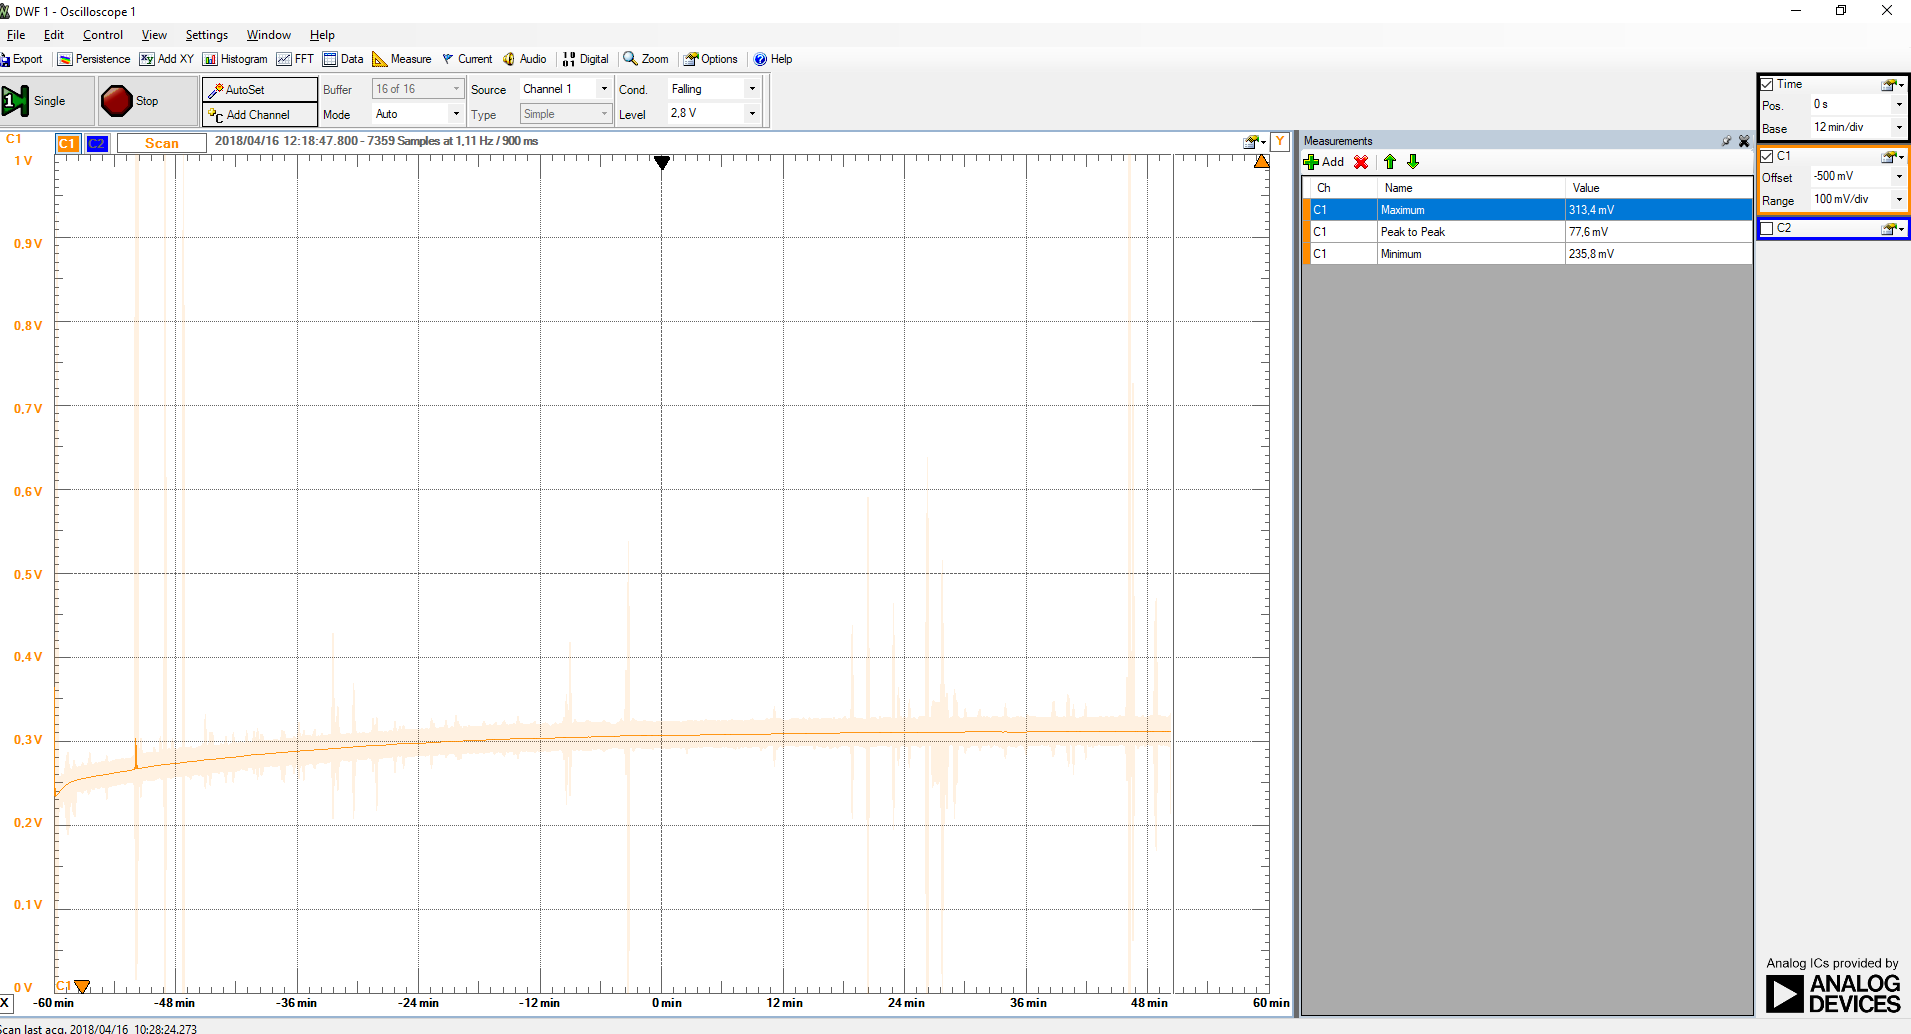 DWF 1 - Oscilloscope 1
File Edit Control View Settings Window Help
Export Persistence Xy Add XY Histogram FFT Data Measure Current Audio Digital Zoom Options Help
1 Single Stop AutoSet Buffer 16 of 16 Source Channel 1 Cond. Falling
Add Channel Mode Auto Type Simple Level 2,8 V
C1 C1 C2 Scan 2018/04/16 12:18:47.800 - 7359 Samples at 1,11 Hz / 900 ms Y
1 V
0,9 V
0,8 V
0,7 V
0,6 V
0,5 V
0,4 V
0,3 V
0,2 V
0,1 V
0 V C1
X -60 min -48 min -36 min -24 min -12 min 0 min 12 min 24 min 36 min 48 min 60 min
Scan last acq. 2018/04/16 10:28:24.273
Measurements
Add
Ch Name Value
C1 Maximum 313,4 mV
C1 Peak to Peak 77,6 mV
C1 Minimum 235,8 mV
Time
Pos. 0 s
Base 12 min/div
C1
Offset -500 mV
Range 100 mV/div
C2
Analog ICs provided by
ANALOG
DEVICES